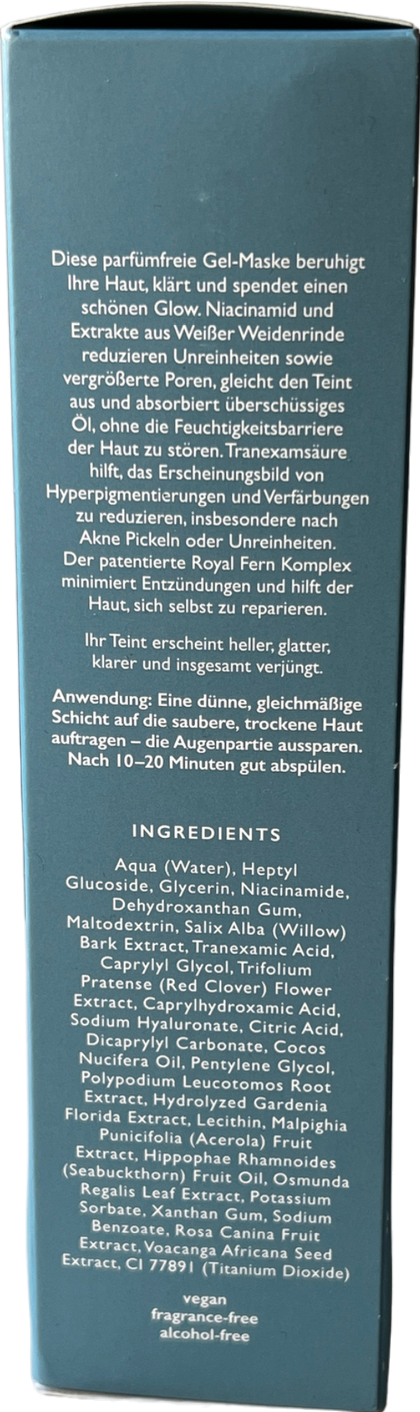 Diese parfümfreie Gel-Maske beruhigt
Ihre Haut, klärt und spendet einen
schönen Glow. Niacinamid und
Extrakte aus Weißer Weidenrinde
reduzieren Unreinheiten sowie
vergrößerte Poren, gleicht den Teint
aus und absorbiert überschüssiges
Öl, ohne die Feuchtigkeitsbarriere
der Haut zu stören. Tranexamsäure
hilft, das Erscheinungsbild von
Hyperpigmentierungen und Verfärbungen
zu reduzieren, insbesondere nach
Akne Pickeln oder Unreinheiten.
Der patentierte Royal Fern Komplex
minimiert Entzündungen und hilft der
Haut, sich selbst zu reparieren.
Ihr Teint erscheint heller, glatter,
klarer und insgesamt verjüngt.
Anwendung: Eine dünne, gleichmäßige
Schicht auf die saubere, trockene Haut
auftragen – die Augenpartie aussparen.
Nach 10–20 Minuten gut abspülen.
INGREDIENTS
Aqua (Water), Heptyl
Glucoside, Glycerin, Niacinamide,
Dehydroxanthan Gum,
Maltodextrin, Salix Alba (Willow)
Bark Extract, Tranexamic Acid,
Caprylyl Glycol, Trifolium
Pratense (Red Clover) Flower
Extract, Caprylhydroxamic Acid,
Sodium Hyaluronate, Citric Acid,
Dicaprylyl Carbonate, Cocos
Nucifera Oil, Pentylene Glycol,
Polypodium Leucotomos Root
Extract, Hydrolyzed Gardenia
Florida Extract, Lecithin, Malpighia
Punicifolia (Acerola) Fruit
Extract, Hippophae Rhamnoides
(Seabuckthorn) Fruit Oil, Osmunda
Regalis Leaf Extract, Potassium
Sorbate, Xanthan Gum, Sodium
Benzoate, Rosa Canina Fruit
Extract, Voacanga Africana Seed
Extract, CI 77891 (Titanium Dioxide)
vegan
fragrance-free
alcohol-free